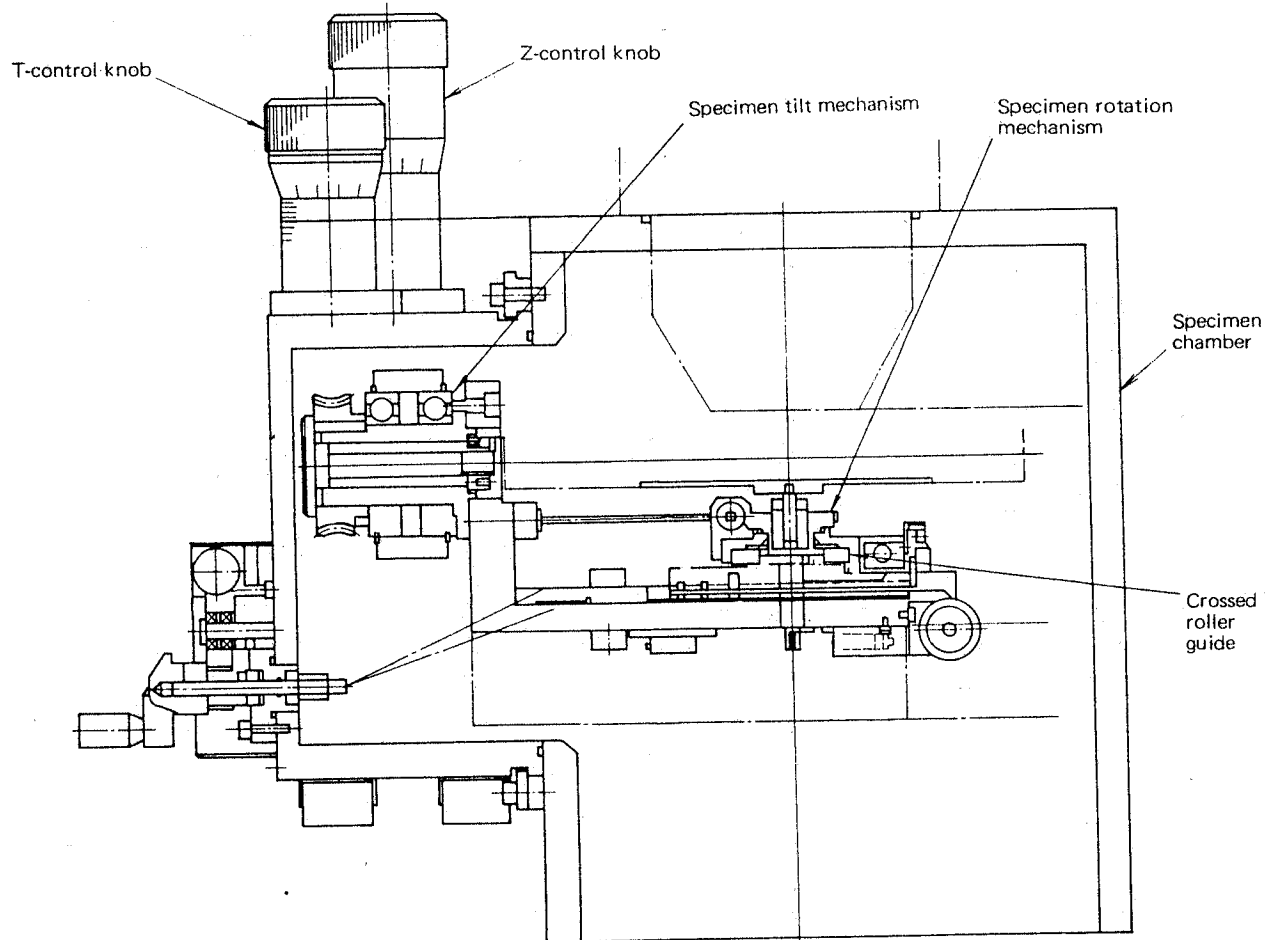 Z-control knob
T-control knob
Specimen tilt mechanism
Specimen rotation
mechanism
Specimen
chamber
Crossed
roller
guide